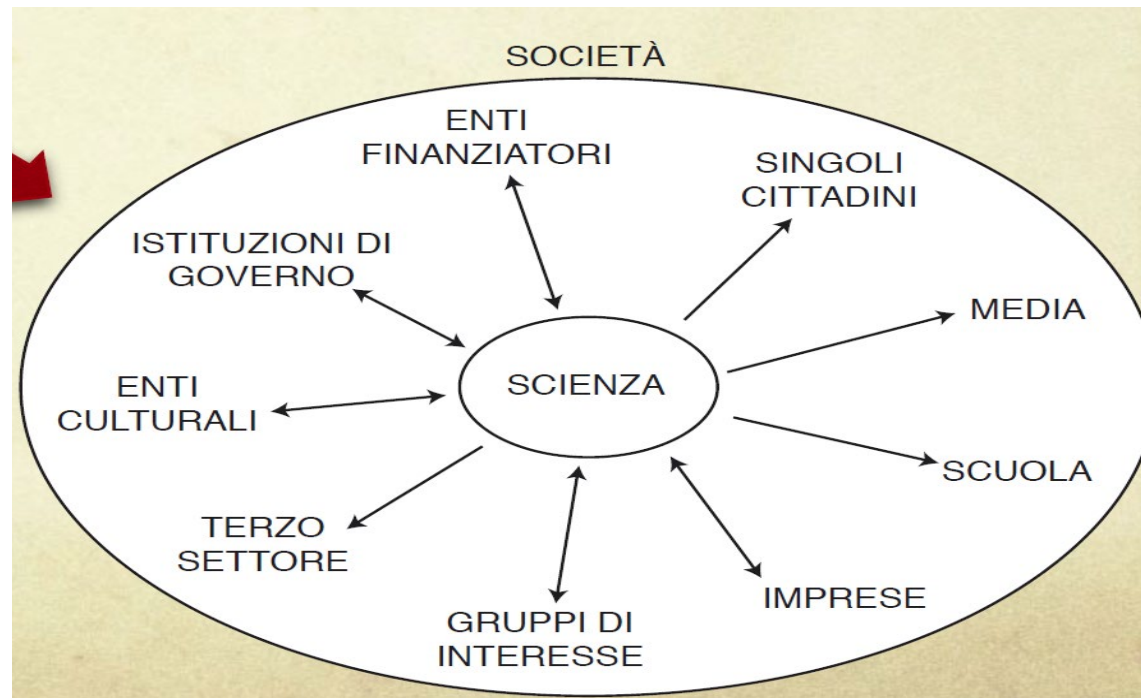 SOCIETÀ
ENTI
FINANZIATORI
SINGOLI
CITTADINI
ISTITUZIONI DI
GOVERNO
MEDIA
SCIENZA
ENTI
CULTURALI
SCUOLA
TERZO
SETTORE
IMPRESE
GRUPPI DI
INTERESSE